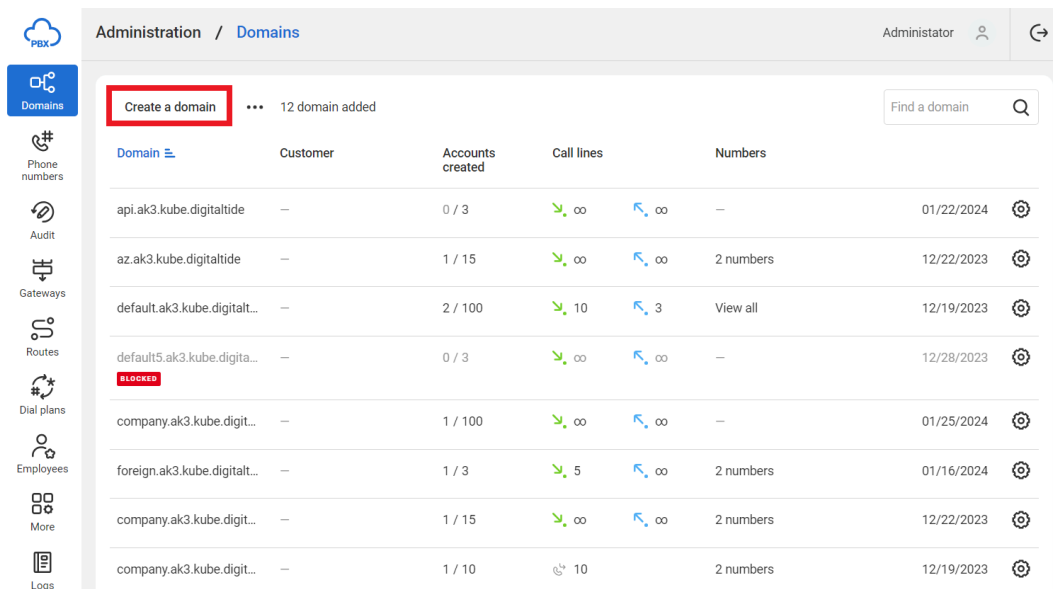 PBX
Administration / Domains
Administator
Domains
Phone
numbers
Audit
Gateways
Routes
#
Dial plans
Employees
More
Logs
Create a domain ••• 12 domain added
Find a domain
Domain Customer Accounts
created Call lines Numbers
api.ak3.kube.digitaltide — 0 / 3 ∞ ∞ — 01/22/2024
az.ak3.kube.digitaltide — 1 / 15 ∞ ∞ 2 numbers 12/22/2023
default.ak3.kube.digitalt... — 2 / 100 10 3 View all 12/19/2023
default5.ak3.kube.digita... — 0 / 3 ∞ ∞ — 12/28/2023
BLOCKED
company.ak3.kube.digit... — 1 / 100 ∞ ∞ — 01/25/2024
foreign.ak3.kube.digitalt... — 1 / 3 5 ∞ 2 numbers 01/16/2024
company.ak3.kube.digit... — 1 / 15 ∞ ∞ 2 numbers 12/22/2023
company.ak3.kube.digit... — 1 / 10 10 2 numbers 12/19/2023